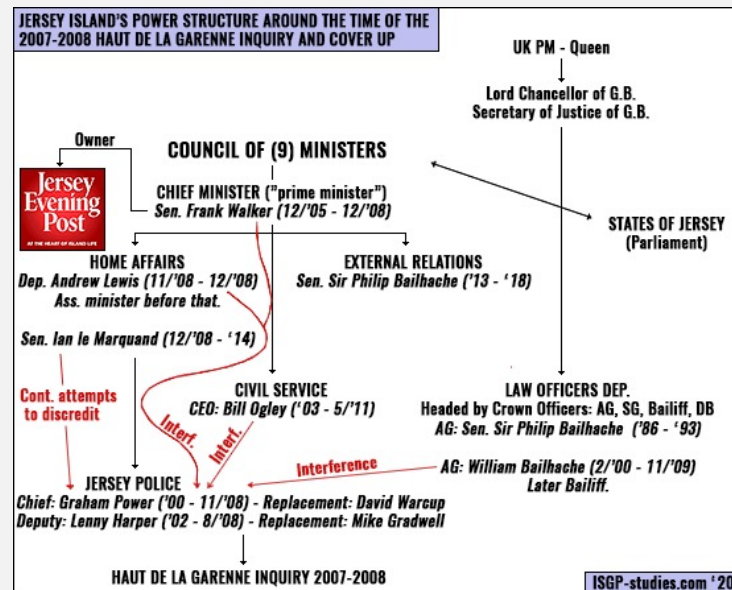 JERSEY ISLAND'S POWER STRUCTURE AROUND THE TIME OF THE
2007-2008 HAUT DE LA GARENNE INQUIRY AND COVER UP
UK PM - Queen
Lord Chancellor of G.B.
Secretary of Justice of G.B.
Owner
Jersey
Evening
Post
AT THE HEART OF ISLAND LIFE
COUNCIL OF (9) MINISTERS
CHIEF MINISTER ("prime minister")
Sen. Frank Walker (12/'05 - 12/'08)
STATES OF JERSEY
(Parliament)
HOME AFFAIRS
Dep. Andrew Lewis (11/'08 - 12/'08)
Ass. minister before that.
EXTERNAL RELATIONS
Sen. Sir Philip Bailhache ('13 - '18)
Sen. Ian le Marquand (12/'08 - '14)
Cont. attempts
to discredit
Interf.
Interf.
CIVIL SERVICE
CEO: Bill Ogley ('03 - 5/'11)
LAW OFFICERS DEP.
Headed by Crown Officers: AG, SG, Bailiff, DB
AG: Sen. Sir Philip Bailhache ('86 - '93)
Interference
AG: William Bailhache (2/'00 - 11/'09)
Later Bailiff.
JERSEY POLICE
Chief: Graham Power ('00 - 11/'08) - Replacement: David Warcup
Deputy: Lenny Harper ('02 - 8/'08) - Replacement: Mike Gradwell
HAUT DE LA GARENNE INQUIRY 2007-2008
ISGP-studies.com '20